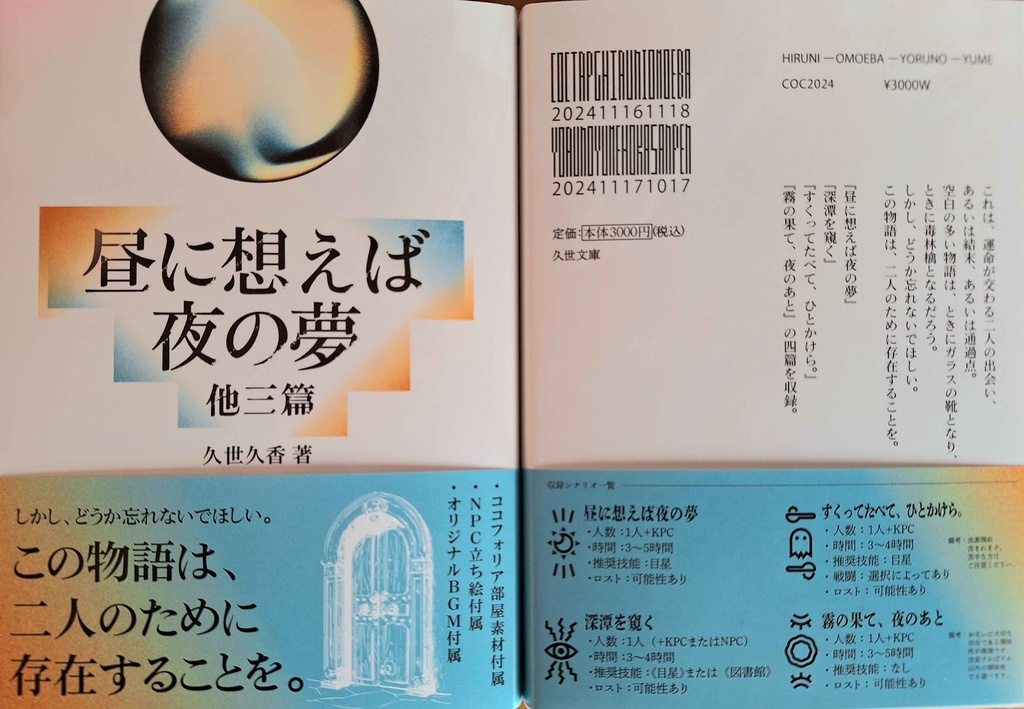 昼に想えば
夜の夢
他三篇
久世久香 著
しかし、どうか忘れないでほしい。
この物語は、
二人のために
存在することを。
・ココフォリア部屋素材付属
・NPC立ち絵付属
・オリジナルBGM付属
COCTRPGHIRUNIOMOEBA
202411161118
YORUNOYUMEHOKASANPEN
202411171017
定価:本体3000円(税込)
久世文庫
HIRUNI —OMOEBA —YORUNO —YUME
COC2024 ¥3000W
これは、運命が交わる二人の出会い、
あるいは結末、あるいは通過点。
空白の多い物語は、ときにガラスの靴となり、
ときに毒林檎となるだろう。
しかし、どうか忘れないでほしい。
この物語は、二人のために存在することを。
『昼に想えば夜の夢』
『深潭を窺く』
『すくってたべて、ひとかけら。』
『霧の果て、夜のあと』の四篇を収録。
収録シナリオ一覧
昼に想えば夜の夢
・人数:1人+KPC
・時間:3〜5時間
・推奨技能:目星
・ロスト:可能性あり
深潭を窺く
・人数:1人(+KPCまたはNPC)
・時間:3〜4時間
・推奨技能:《目星》または《図書館》
・ロスト:可能性あり
すくってたべて、ひとかけら。
・人数:1人+KPC
・時間:3〜4時間
・推奨技能:目星
・戦闘:選択によってあり
・ロスト:可能性あり
霧の果て、夜のあと
・人数:1人+KPC
・時間:3〜5時間
・推奨技能:なし
・ロスト:可能性あり